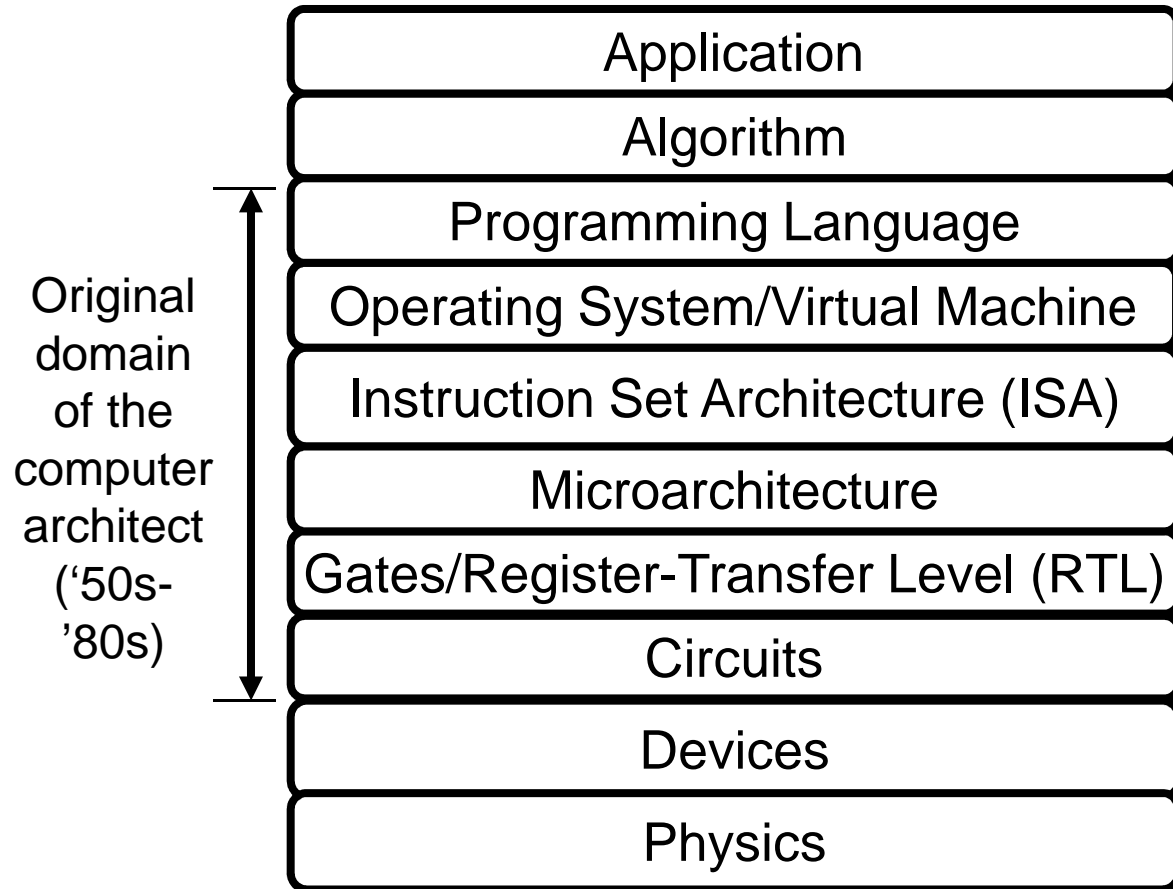 Application
Algorithm
Programming Language
Operating System/Virtual Machine
Instruction Set Architecture (ISA)
Microarchitecture
Gates/Register-Transfer Level (RTL)
Circuits
Devices
Physics
Original
domain
of the
computer
architect
(‘50s-
’80s)